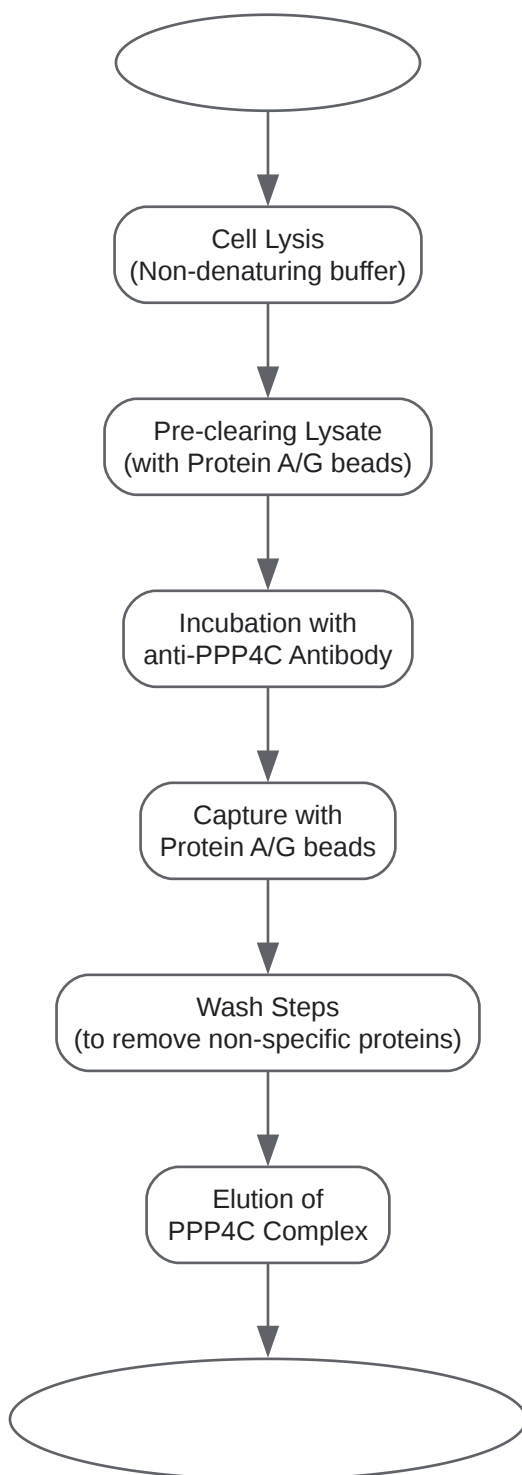 Cell Lysis
(Non-denaturing buffer)
Pre-clearing Lysate
(with Protein A/G beads)
Incubation with
anti-PPP4C Antibody
Capture with
Protein A/G beads
Wash Steps
(to remove non-specific proteins)
Elution of
PPP4C Complex